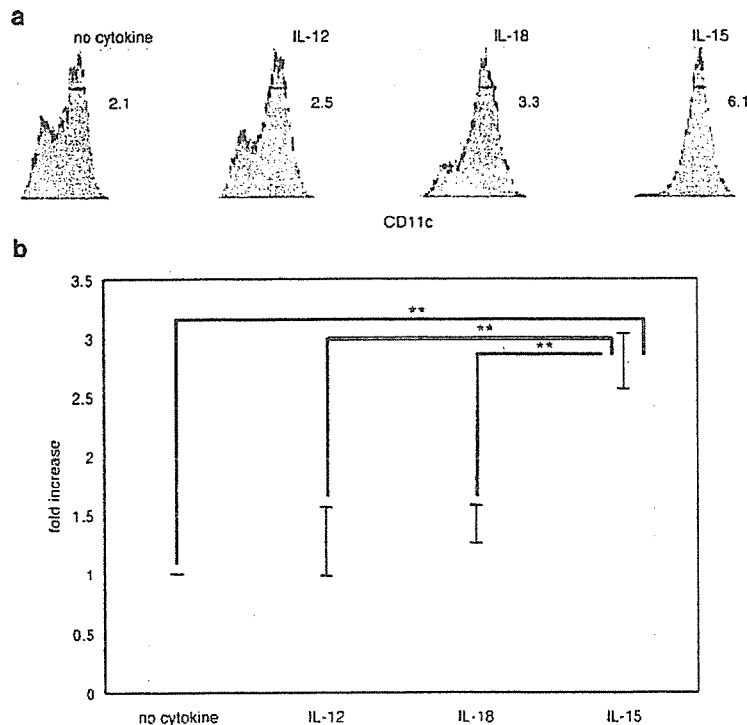 a
no cytokine IL-12 IL-18 IL-15
2.1 2.5 3.3 6.1
CD11c
b
3.5
**
3
**
**
2.5
2
fold increase
1.5
1
0.5
0
no cytokine IL-12 IL-18 IL-15